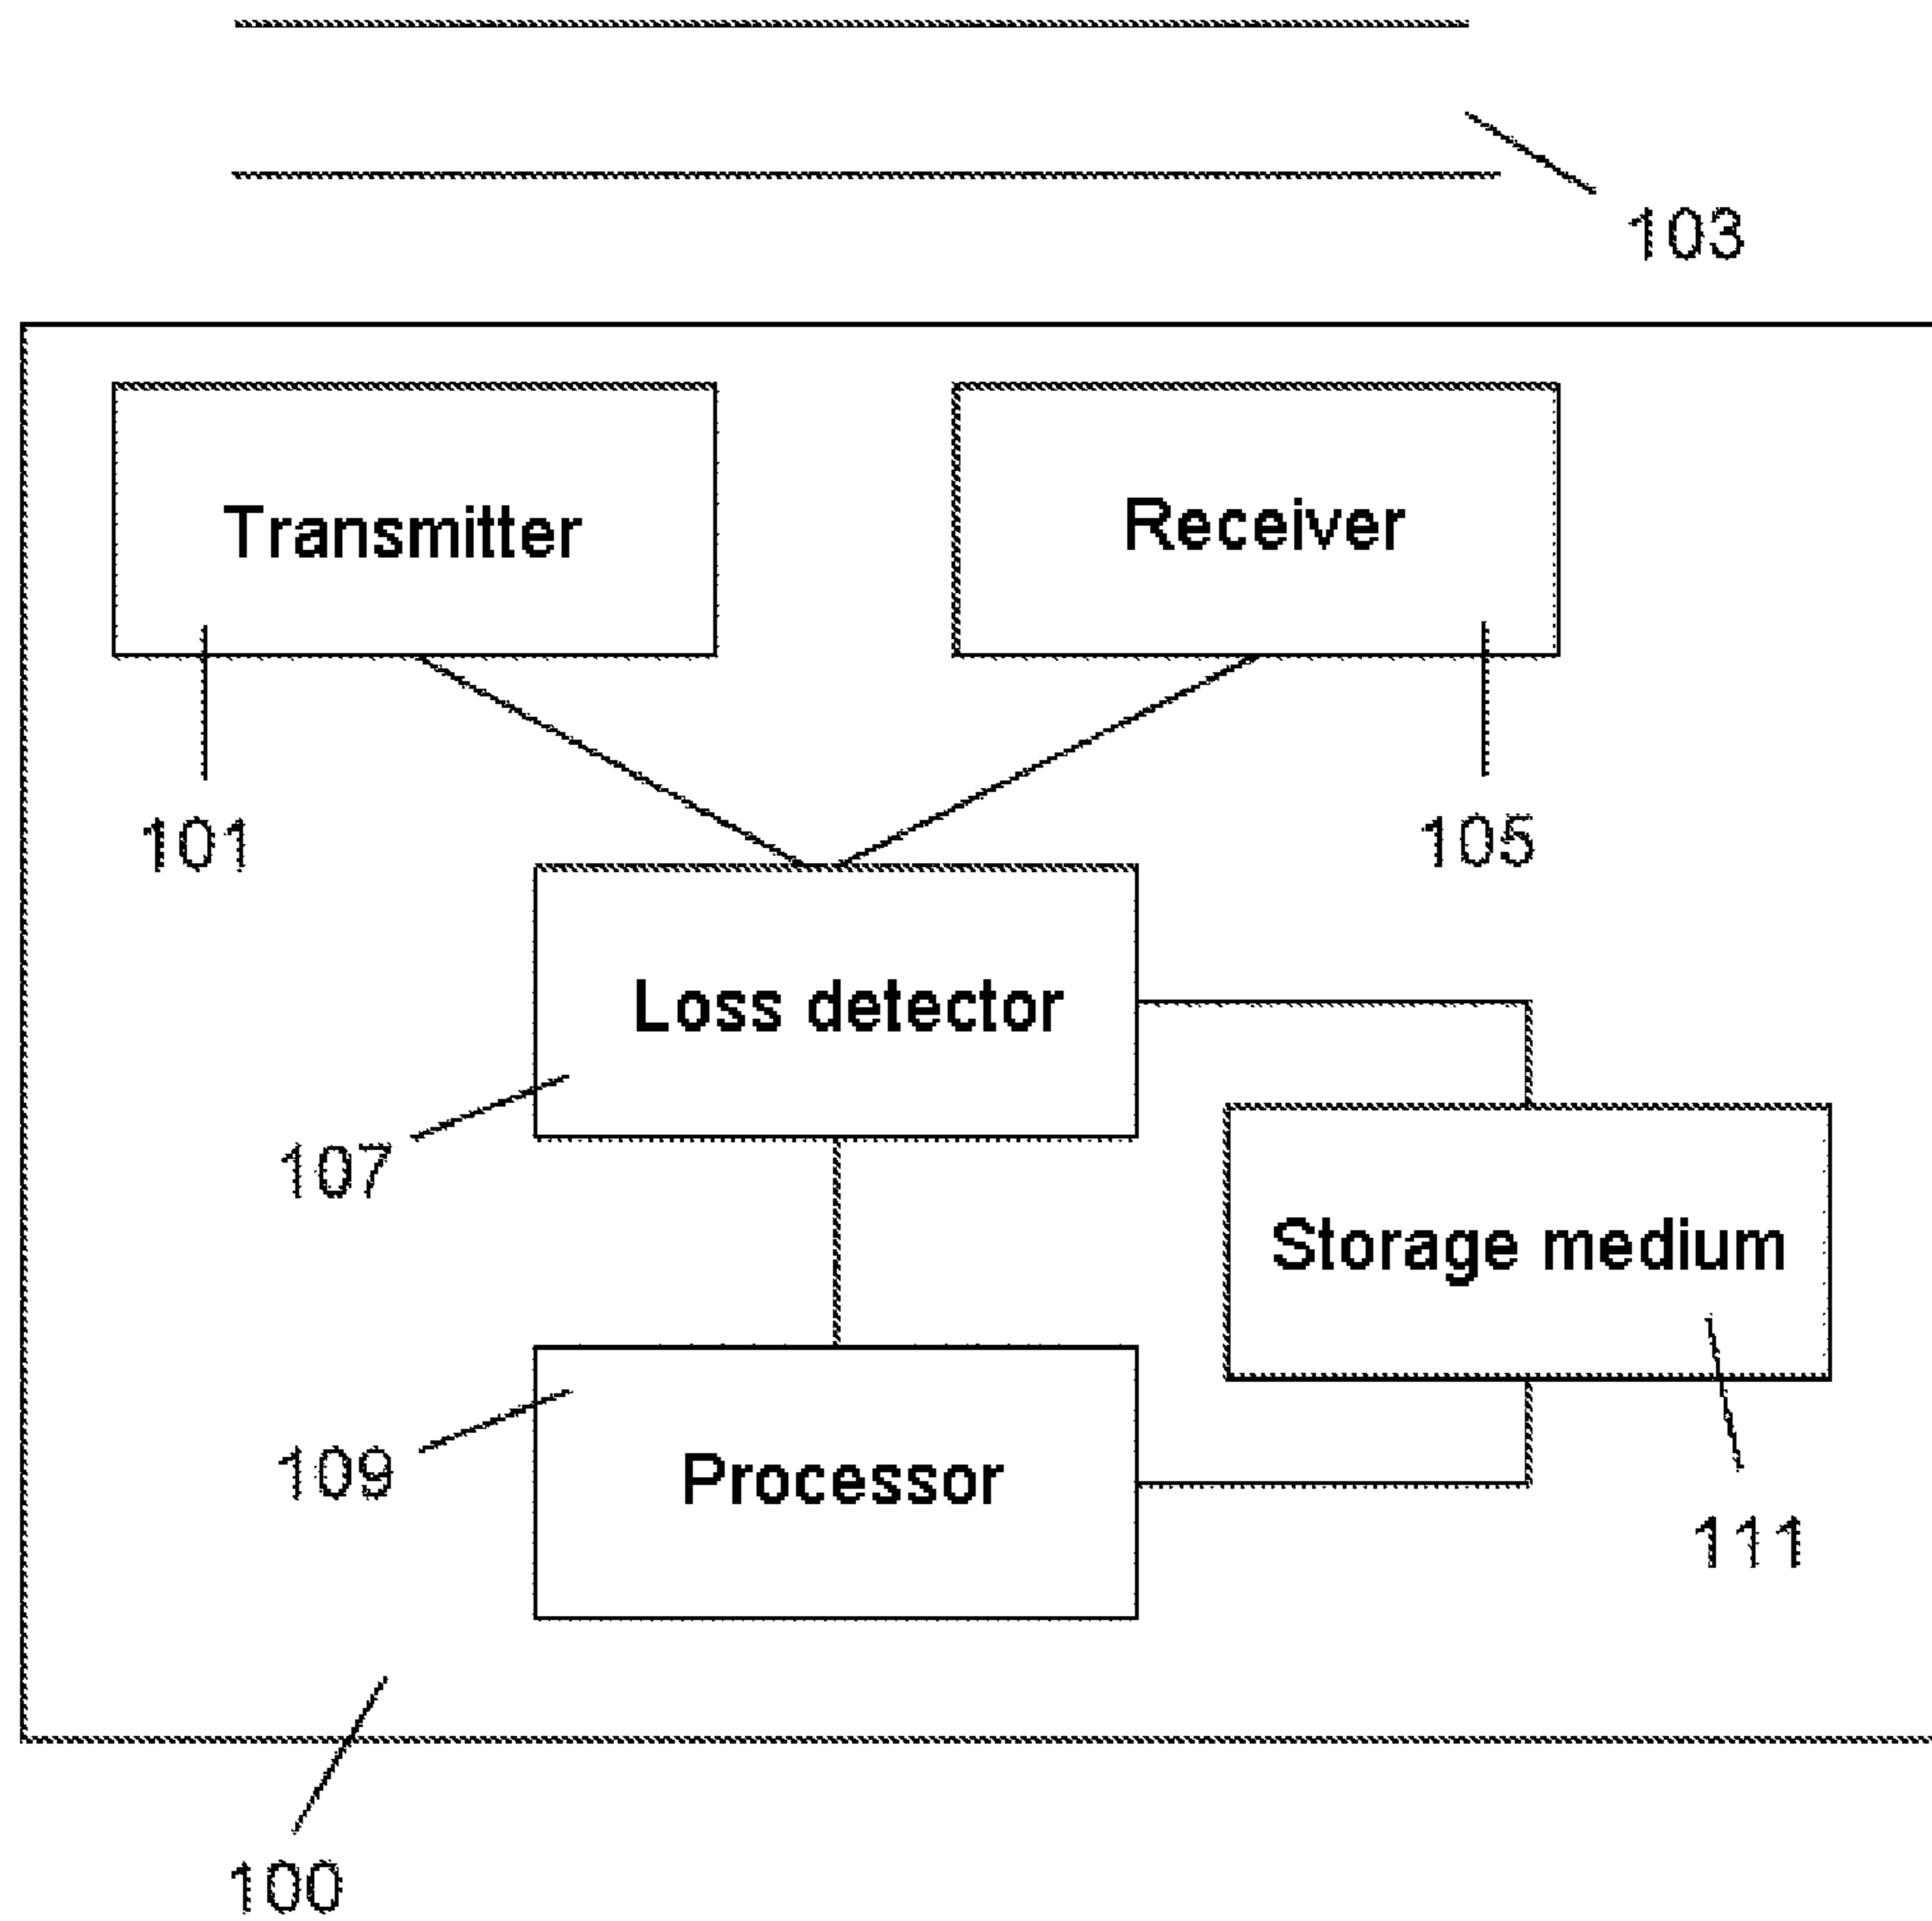 103
Transmitter
Receiver
101
105
Loss detector
107
Storage medium
109
Processor
111
100